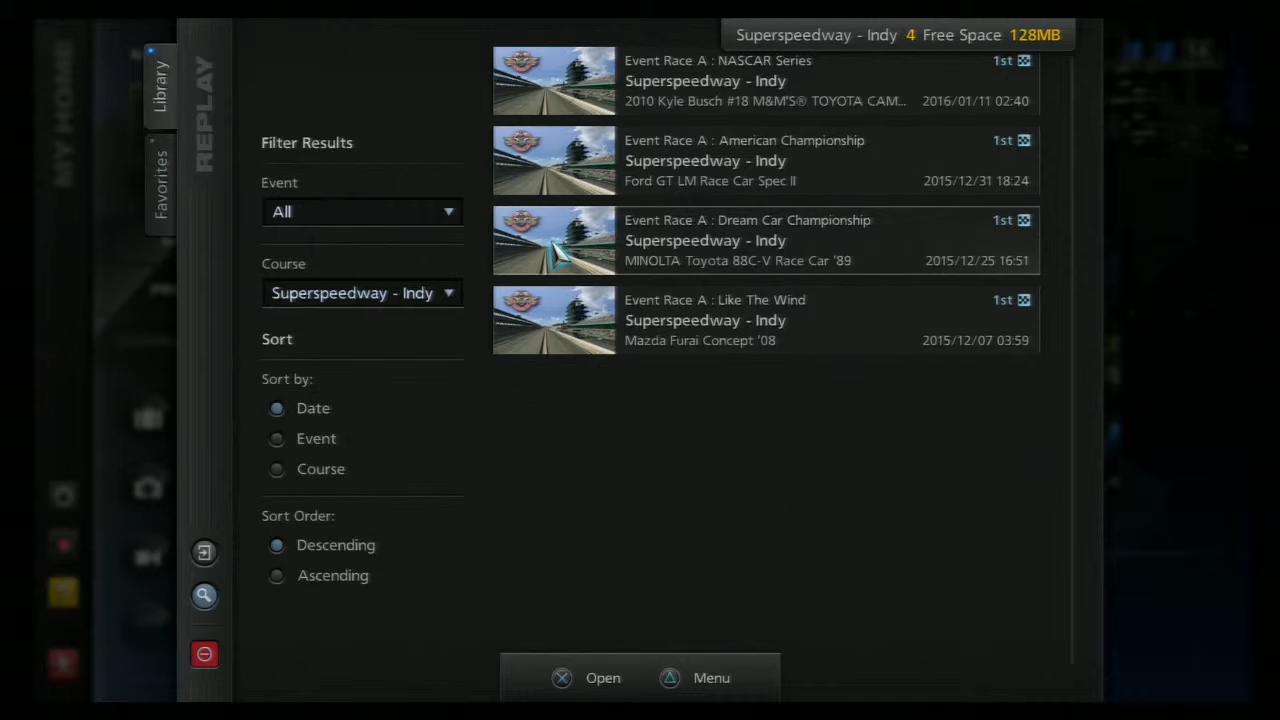 Superspeedway - Indy 4 Free Space 128MB
MY HOME
Library
Favorites
REPLAY
Filter Results
Event
All
Course
Superspeedway - Indy
Sort
Sort by:
Date
Event
Course
Sort Order:
Descending
Ascending
Event Race A : NASCAR Series 1st
Superspeedway - Indy
2010 Kyle Busch #18 M&M'S® TOYOTA CAM... 2016/01/11 02:40
Event Race A : American Championship 1st
Superspeedway - Indy
Ford GT LM Race Car Spec II 2015/12/31 18:24
Event Race A : Dream Car Championship 1st
Superspeedway - Indy
MINOLTA Toyota 88C-V Race Car '89 2015/12/25 16:51
Event Race A : Like The Wind 1st
Superspeedway - Indy
Mazda Furai Concept '08 2015/12/07 03:59
Open Menu